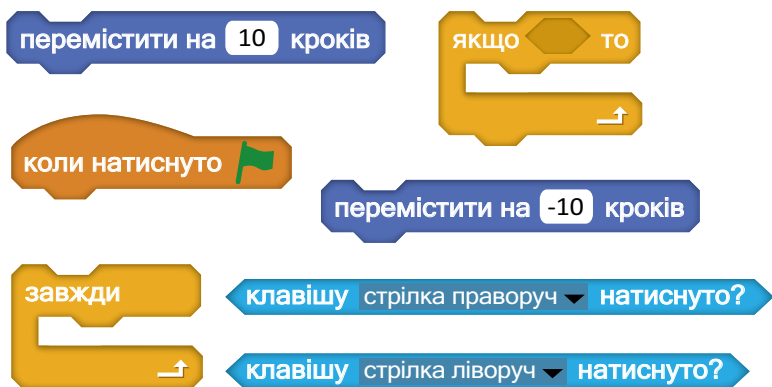 перемістити на 10 кроків
якщо то
коли натиснуто
перемістити на -10 кроків
завжди
клавішу стрілка праворуч натиснуто?
клавішу стрілка ліворуч натиснуто?